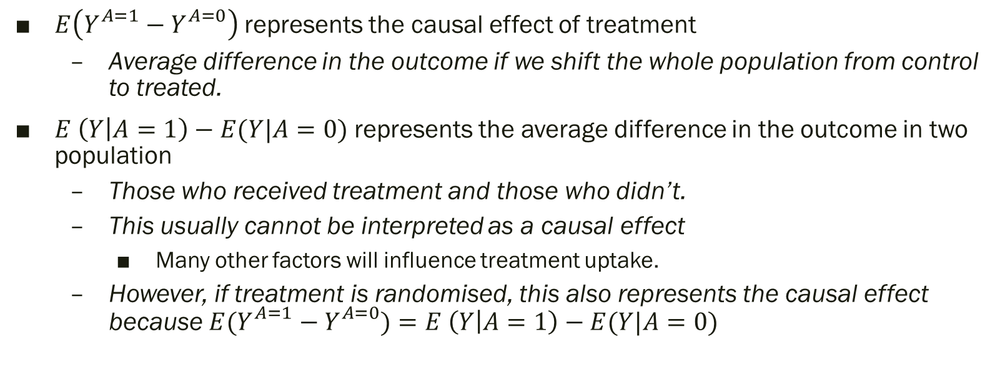 ■ E(Y^{A=1} − Y^{A=0}) represents the causal effect of treatment
– Average difference in the outcome if we shift the whole population from control
to treated.
■ E (Y|A = 1) − E(Y|A = 0) represents the average difference in the outcome in two
population
– Those who received treatment and those who didn’t.
– This usually cannot be interpreted as a causal effect
■ Many other factors will influence treatment uptake.
– However, if treatment is randomised, this also represents the causal effect
because E(Y^{A=1} − Y^{A=0}) = E (Y|A = 1) − E(Y|A = 0)